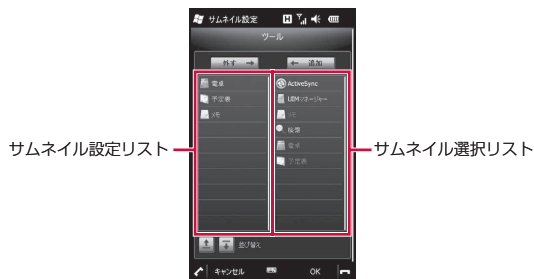 サムネイル設定
ツール
外す →
← 追加
電卓
予定表
メモ
ActiveSync
UIMマネージャー
メモ
検索
電卓
予定表
サムネイル設定リスト
サムネイル選択リスト
並び替え
キャンセル
OK